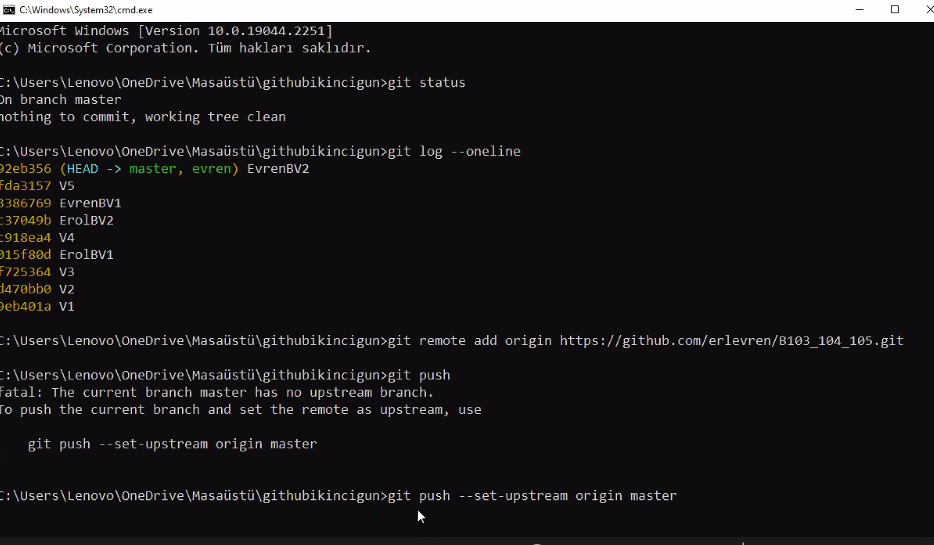 C:\Windows\System32\cmd.exe
Microsoft Windows [Version 10.0.19044.2251]
(c) Microsoft Corporation. Tüm hakları saklıdır.
C:\Users\Lenovo\OneDrive\Masaüstü\githubikincigun>git status
On branch master
nothing to commit, working tree clean
C:\Users\Lenovo\OneDrive\Masaüstü\githubikincigun>git log --oneline
92eb356 (HEAD -> master, evren) EvrenBV2
fda3157 V5
3386769 EvrenBV1
c37049b ErolBV2
c918ea4 V4
015f80d ErolBV1
f725364 V3
d470bb0 V2
9eb401a V1
C:\Users\Lenovo\OneDrive\Masaüstü\githubikincigun>git remote add origin https://github.com/erlevren/B103_104_105.git
C:\Users\Lenovo\OneDrive\Masaüstü\githubikincigun>git push
fatal: The current branch master has no upstream branch.
To push the current branch and set the remote as upstream, use
git push --set-upstream origin master
C:\Users\Lenovo\OneDrive\Masaüstü\githubikincigun>git push --set-upstream origin master